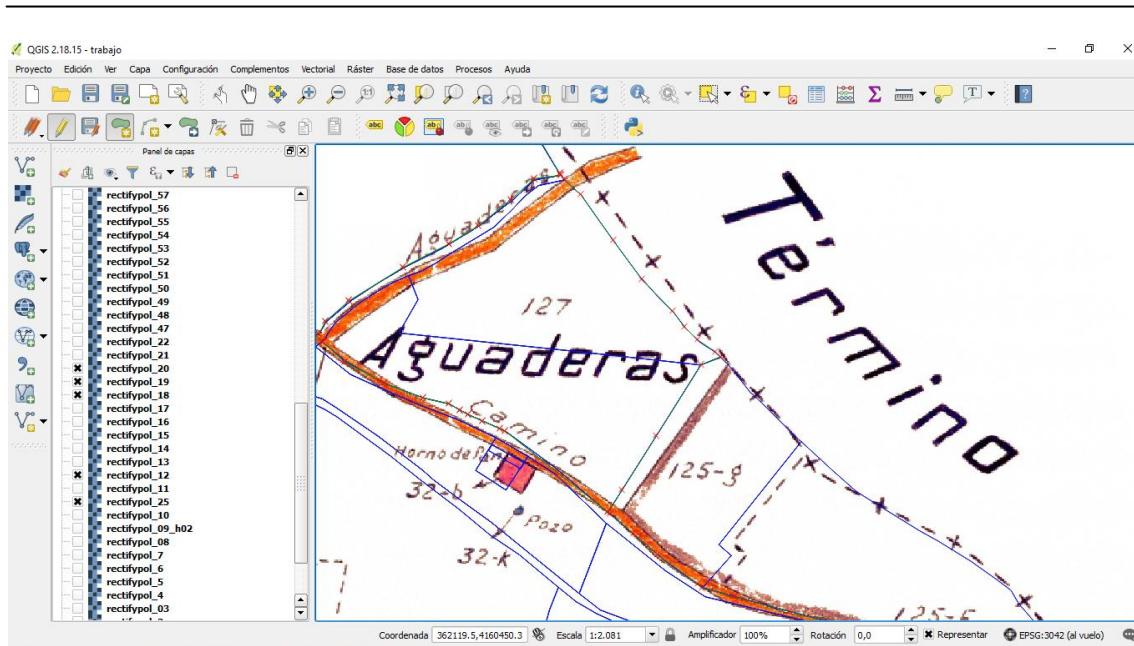 QGIS 2.18.15 - trabajo
Proyecto Edición Ver Capa Configuración Complementos Vectorial Ráster Base de datos Procesos Ayuda
Panel de capas
rectifypol_57
rectifypol_56
rectifypol_55
rectifypol_54
rectifypol_53
rectifypol_52
rectifypol_51
rectifypol_50
rectifypol_49
rectifypol_48
rectifypol_47
rectifypol_22
rectifypol_21
rectifypol_20
rectifypol_19
rectifypol_18
rectifypol_17
rectifypol_16
rectifypol_15
rectifypol_14
rectifypol_13
rectifypol_12
rectifypol_11
rectifypol_25
rectifypol_10
rectifypol_09_h02
rectifypol_08
rectifypol_7
rectifypol_6
rectifypol_5
rectifypol_4
rectifypol_03
Aguaderas
Término
127
Aguaderas
Camino
Horno de
125-g
32-b
Pozo
32-k
Coordenada 362119.5,4160450.3 Escala 1:2.081 Amplificador 100% Rotación 0,0 Representar EPSG:3042 (al vuelo)